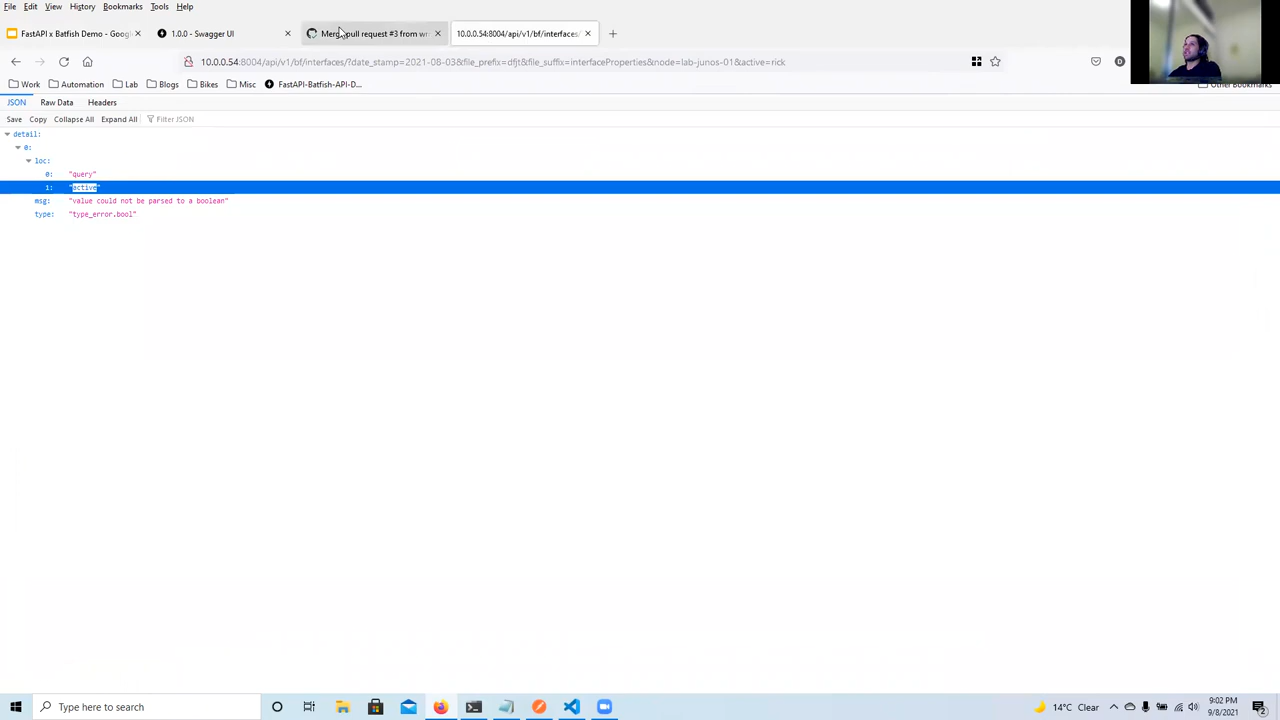 File Edit View History Bookmarks Tools Help
FastAPI x Batfish Demo - Googl
1.0.0 - Swagger UI
Merge pull request #3 from wr
10.0.0.54:8004/api/v1/bf/interfaces/
10.0.0.54:8004/api/v1/bf/interfaces/?date_stamp=2021-08-03&file_prefix=dfjt&file_suffix=interfaceProperties&node=lab-junos-01&active=rick
Work Automation Lab Blogs Bikes Misc FastAPI-Batfish-API-D... Other Bookmarks
JSON Raw Data Headers
Save Copy Collapse All Expand All Filter JSON
detail:
0:
loc:
0: "query"
1: "active"
msg: "value could not be parsed to a boolean"
type: "type_error.bool"
Type here to search
14°C Clear
9:02 PM
9/8/2021
2